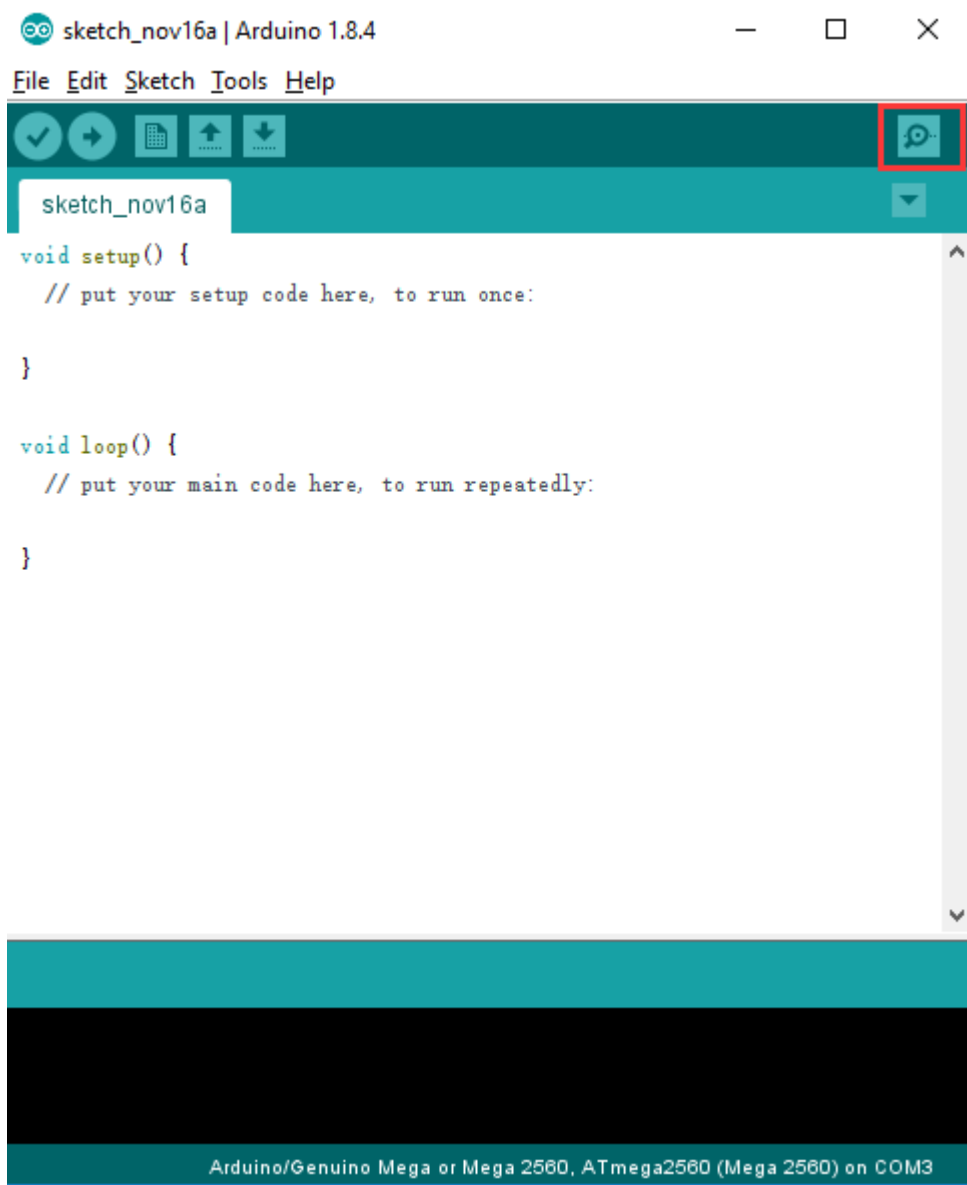 sketch_nov16a | Arduino 1.8.4
File Edit Sketch Tools Help
sketch_nov16a
void setup() {
  // put your setup code here, to run once:
}
void loop() {
  // put your main code here, to run repeatedly:
}
Arduino/Genuino Mega or Mega 2560, ATmega2560 (Mega 2560) on COM3